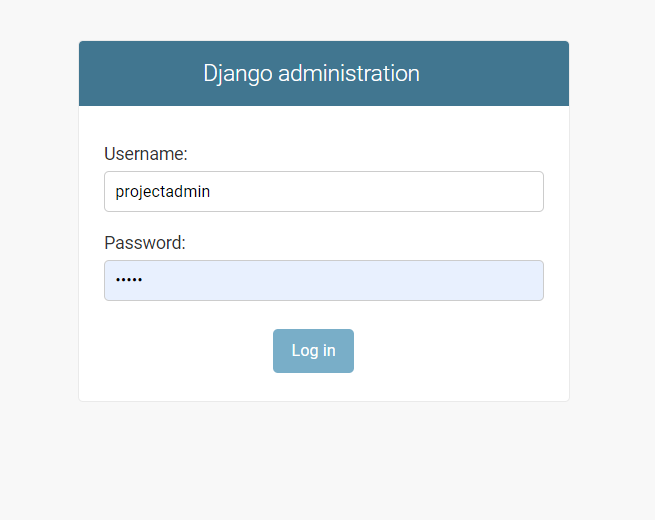 Django administration
Username:
projectadmin
Password:
•••••
Log in